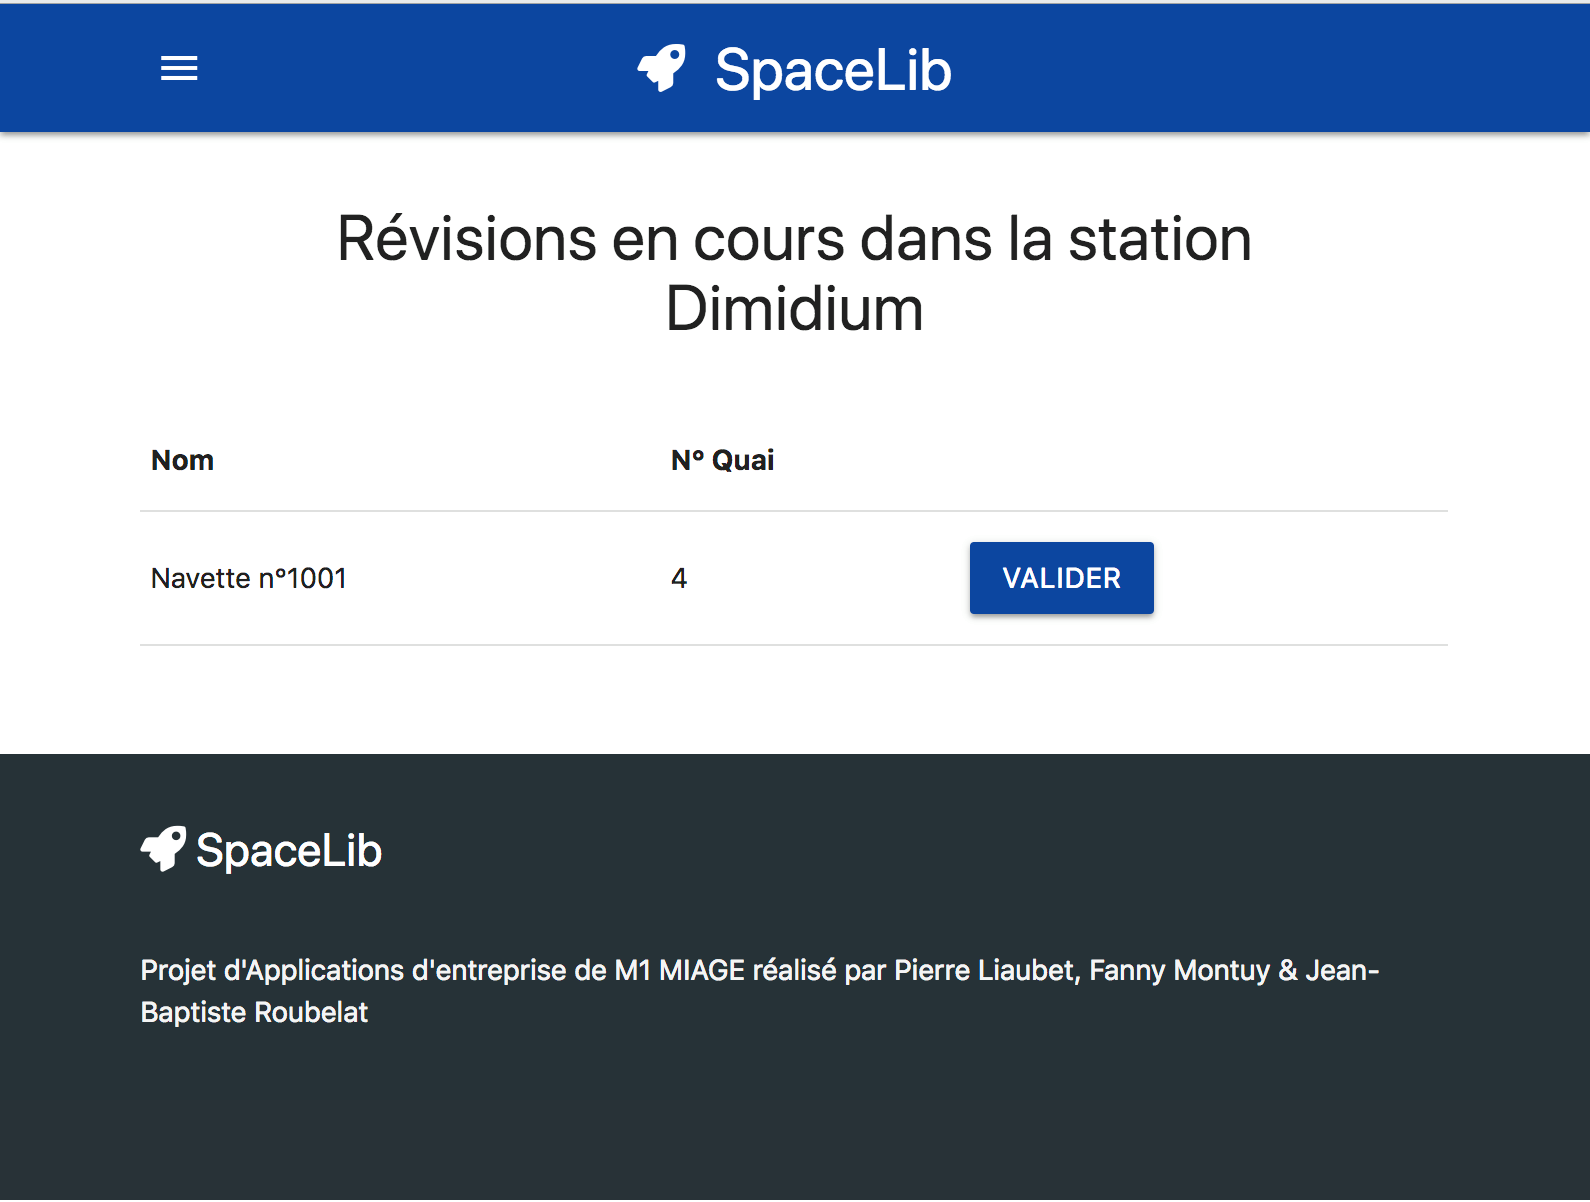 SpaceLib
Révisions en cours dans la station
Dimidium
Nom N° Quai
Navette n°1001 4 VALIDER
SpaceLib
Projet d'Applications d'entreprise de M1 MIAGE réalisé par Pierre Liaubet, Fanny Montuy & Jean-
Baptiste Roubelat